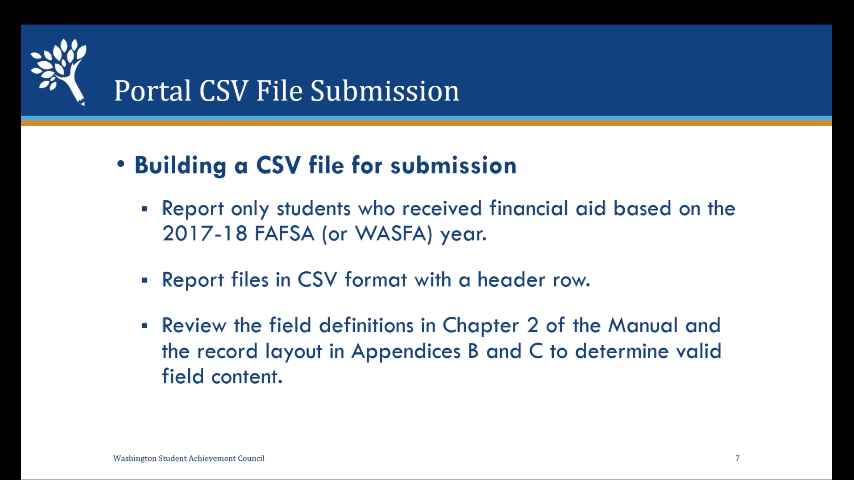 Portal CSV File Submission
• Building a CSV file for submission
▪ Report only students who received financial aid based on the
2017-18 FAFSA (or WASFA) year.
▪ Report files in CSV format with a header row.
▪ Review the field definitions in Chapter 2 of the Manual and
the record layout in Appendices B and C to determine valid
field content.
Washington Student Achievement Council
7